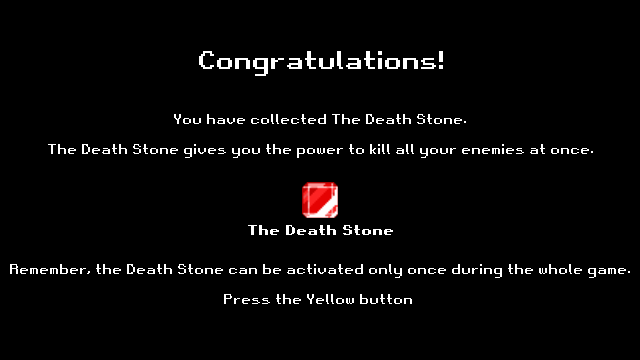 Congratulations!
You have collected The Death Stone.
The Death Stone gives you the power to kill all your enemies at once.
The Death Stone
Remember, the Death Stone can be activated only once during the whole game.
Press the Yellow button